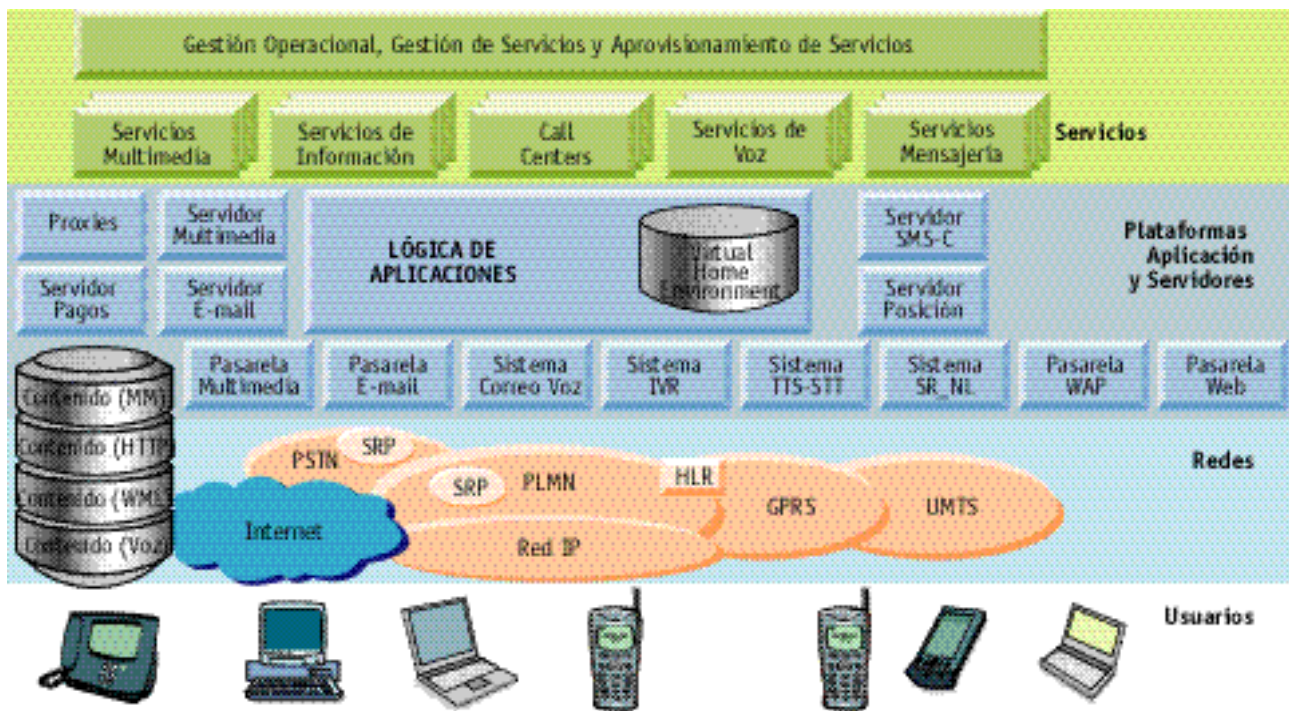 Gestión Operacional, Gestión de Servicios y Aprovisionamiento de Servicios
Servicios
Multimedia
Servicios de
Información
Call
Centers
Servicios de
Voz
Servicios
Mensajería
Servicios
Proxies
Servidor
Multimedia
LÓGICA DE
APLICACIONES
Virtual
Home
Environment
Servidor
SMS-C
Plataformas
Aplicación
y Servidores
Servidor
Pagos
Servidor
E-mail
Servidor
Posición
Pasarela
Multimedia
Pasarela
E-mail
Sistema
Correo Voz
Sistema
IVR
Sistema
TTS-STT
Sistema
SR_NL
Pasarela
WAP
Pasarela
Web
Contenido (MM)
Contenido (HTTP)
Contenido (WML)
Contenido (Voz)
PSTN
SRP
SRP
PLMN
HLR
GPRS
UMTS
Internet
Red IP
Redes
Usuarios